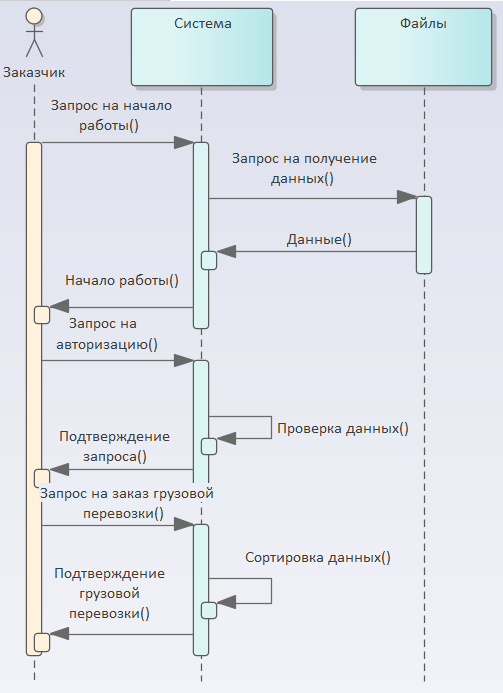 Система
Файлы
Заказчик
Запрос на начало
работы()
Запрос на получение
данных()
Данные()
Начало работы()
Запрос на
авторизацию()
Проверка данных()
Подтверждение
запроса()
Запрос на заказ грузовой
перевозки()
Сортировка данных()
Подтверждение
грузовой
перевозки()